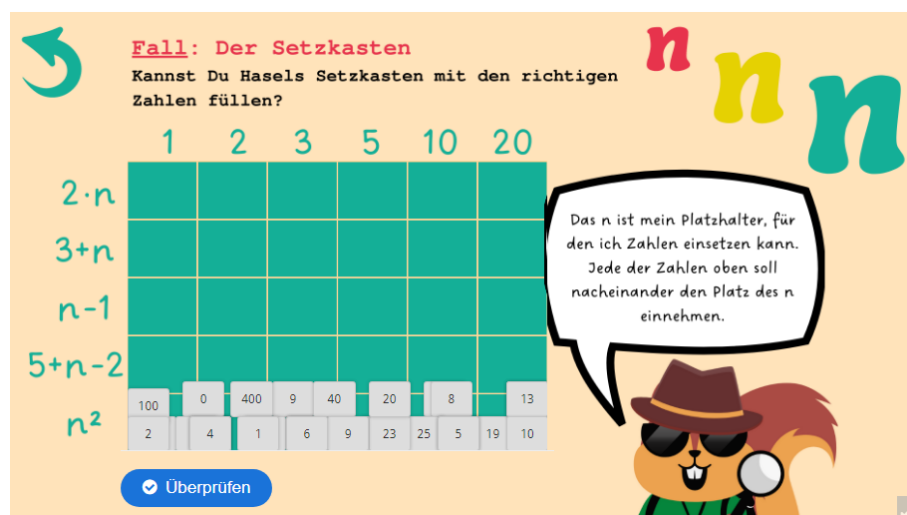 Fall: Der Setzkasten
Kannst Du Hasels Setzkasten mit den richtigen
Zahlen füllen?
n n n
1 2 3 5 10 20
2·n
3+n
n-1
5+n-2
n²
Das n ist mein Platzhalter, für
den ich Zahlen einsetzen kann.
Jede der Zahlen oben soll
nacheinander den Platz des n
einnehmen.
100 0 400 9 40 20 8 13
2 4 1 6 9 23 25 5 19 10
Überprüfen